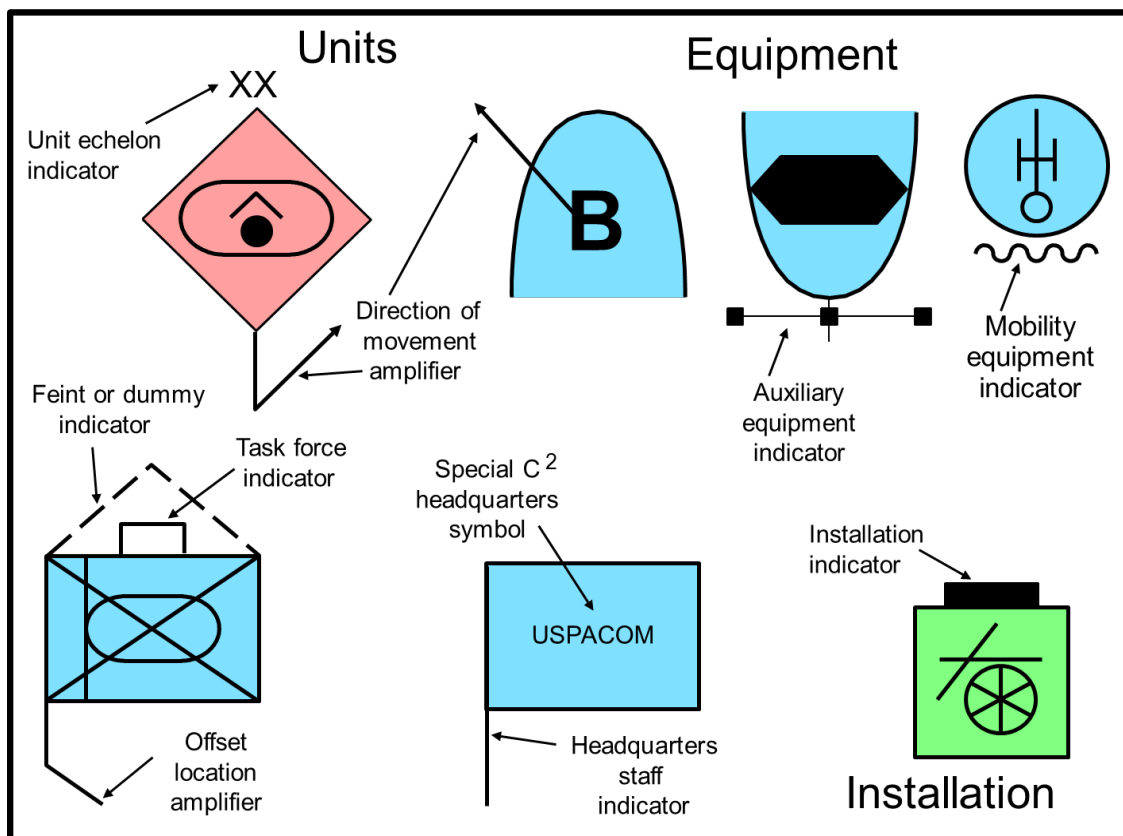 Units
Equipment
XX
Unit echelon
indicator
B
Direction of
movement
amplifier
Auxiliary
equipment
indicator
Mobility
equipment
indicator
Feint or dummy
indicator
Task force
indicator
Offset
location
amplifier
Special C2
headquarters
symbol
USPACOM
Headquarters
staff
indicator
Installation
indicator
Installation